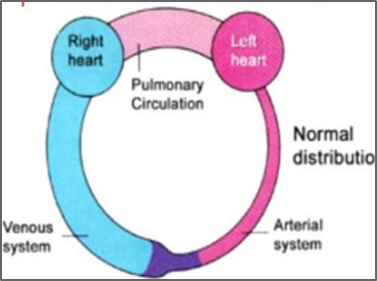 Right
heart
Left
heart
Pulmonary
Circulation
Normal
distributio
Venous
system
Arterial
system